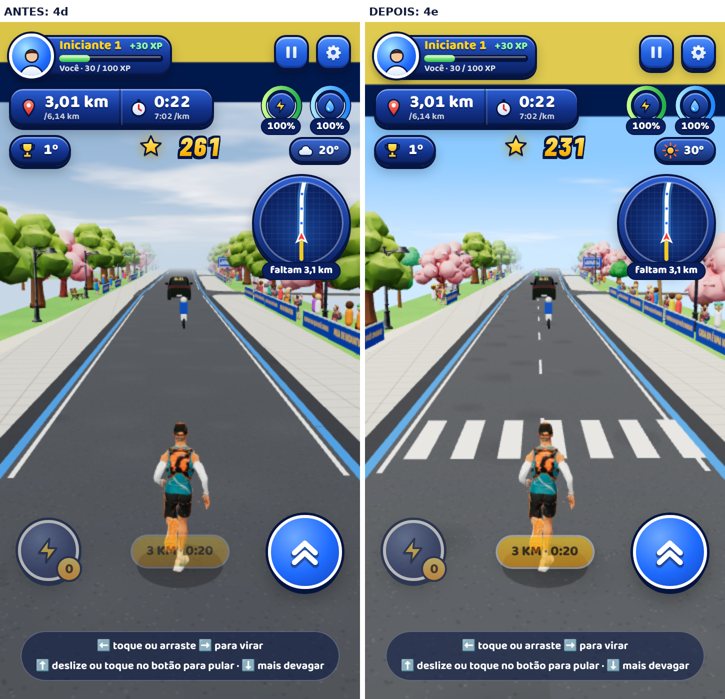 ANTES: 4d
Iniciante 1 +30 XP
Você · 30 / 100 XP
3,01 km
/6,14 km
0:22
7:02 /km
100%
100%
1º
261
20°
faltam 3,1 km
3 KM · 0:20
0
⬅ toque ou arraste ➡ para virar
⬆ deslize ou toque no botão para pular · ⬇ mais devagar
DEPOIS: 4e
Iniciante 1 +30 XP
Você · 30 / 100 XP
3,01 km
/6,14 km
0:22
7:02 /km
100%
100%
1º
231
30°
faltam 3,1 km
3 KM · 0:20
0
⬅ toque ou arraste ➡ para virar
⬆ deslize ou toque no botão para pular · ⬇ mais devagar